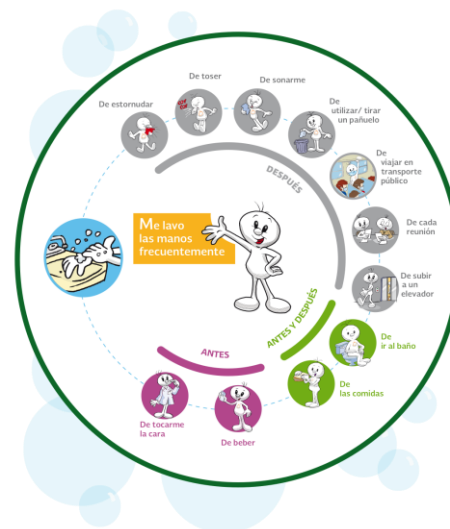 De estornudar
De toser
De sonarme
De
utilizar/ tirar
un pañuelo
De
viajar en
transporte
público
De cada
reunión
De subir
a un
elevador
DESPUÉS
Me lavo
las manos
frecuentemente
ANTES Y DESPUÉS
De
ir al baño
De
las comidas
ANTES
De tocarme
la cara
De beber